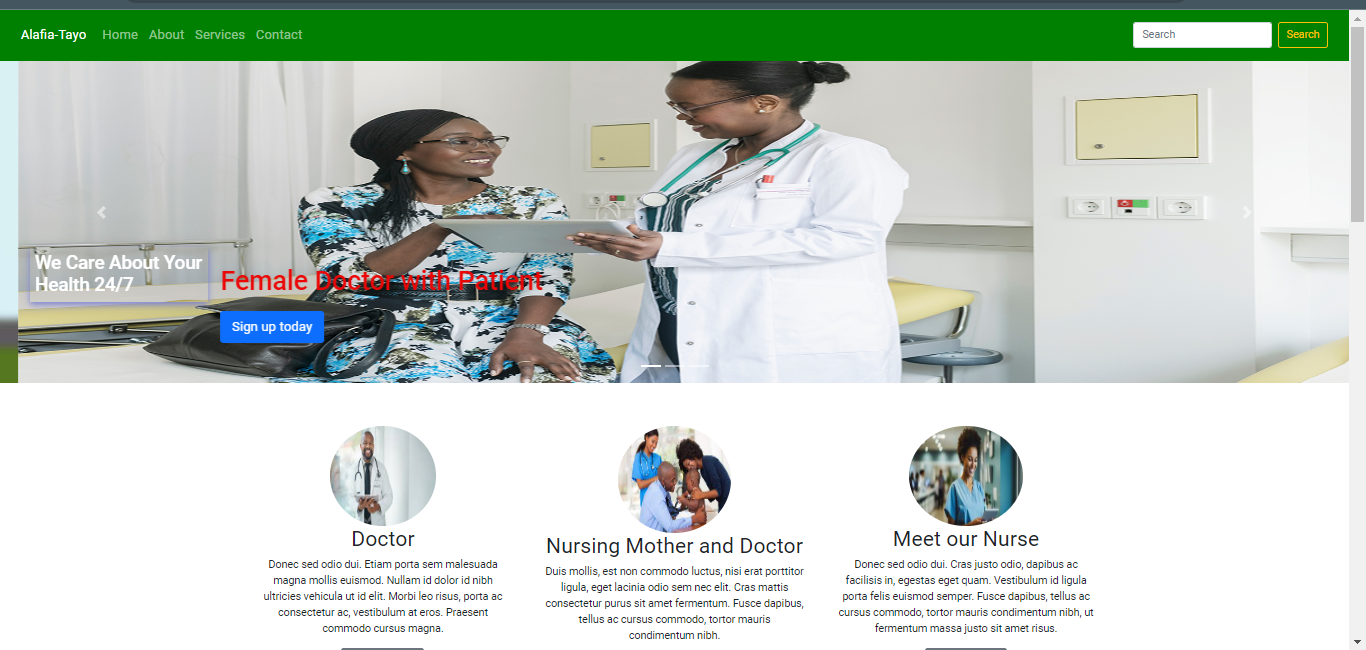 Alafia-Tayo Home About Services Contact Search Search
We Care About Your
Health 24/7
Female Doctor with Patient
Sign up today
Doctor
Donec sed odio dui. Etiam porta sem malesuada
magna mollis euismod. Nullam id dolor id nibh
ultricies vehicula ut id elit. Morbi leo risus, porta ac
consectetur ac, vestibulum at eros. Praesent
commodo cursus magna.
Nursing Mother and Doctor
Duis mollis, est non commodo luctus, nisi erat porttitor
ligula, eget lacinia odio sem nec elit. Cras mattis
consectetur purus sit amet fermentum. Fusce dapibus,
tellus ac cursus commodo, tortor mauris
condimentum nibh.
Meet our Nurse
Donec sed odio dui. Cras justo odio, dapibus ac
facilisis in, egestas eget quam. Vestibulum id ligula
porta felis euismod semper. Fusce dapibus, tellus ac
cursus commodo, tortor mauris condimentum nibh, ut
fermentum massa justo sit amet risus.